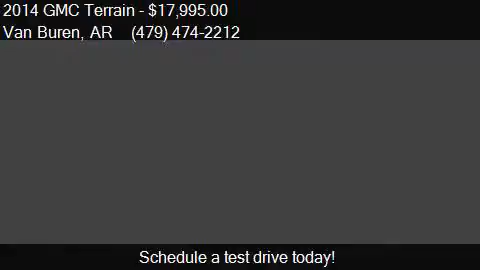 2014 GMC Terrain - $17,995.00
Van Buren, AR (479) 474-2212
Schedule a test drive today!